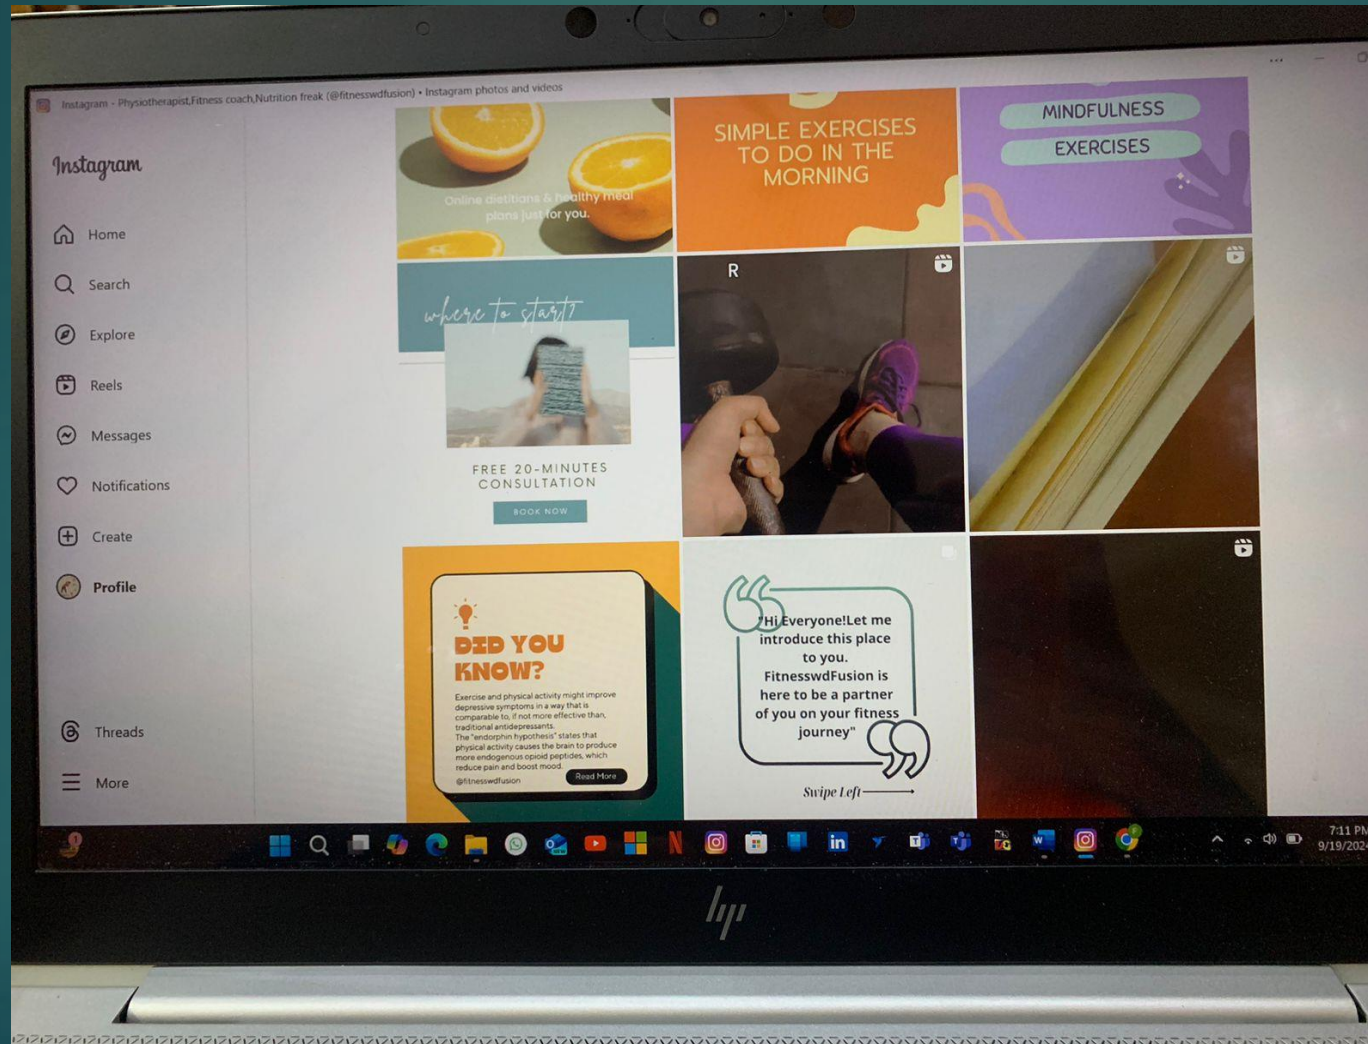 Instagram - Physiotherapist,Fitness coach,Nutrition freak (@fitnesswdfusion) • Instagram photos and videos
Instagram
Home
Search
Explore
Reels
Messages
Notifications
Create
Profile
Threads
More
Online dietitians & healthy meal
plans just for you.
SIMPLE EXERCISES
TO DO IN THE
MORNING
MINDFULNESS
EXERCISES
where to start?
FREE 20-MINUTES
CONSULTATION
BOOK NOW
R
DID YOU
KNOW?
Exercise and physical activity might improve
depressive symptoms in a way that is
comparable to, if not more effective than,
traditional antidepressants.
The "endorphin hypothesis" states that
physical activity causes the brain to produce
more endogenous opioid peptides, which
reduce pain and boost mood.
@fitnesswdfusion
Read More
"Hi Everyone!Let me
introduce this place
to you.
FitnesswdFusion is
here to be a partner
of you on your fitness
journey"
Swipe Left
1
N
in
W
7:11 PM
9/19/2024
hp